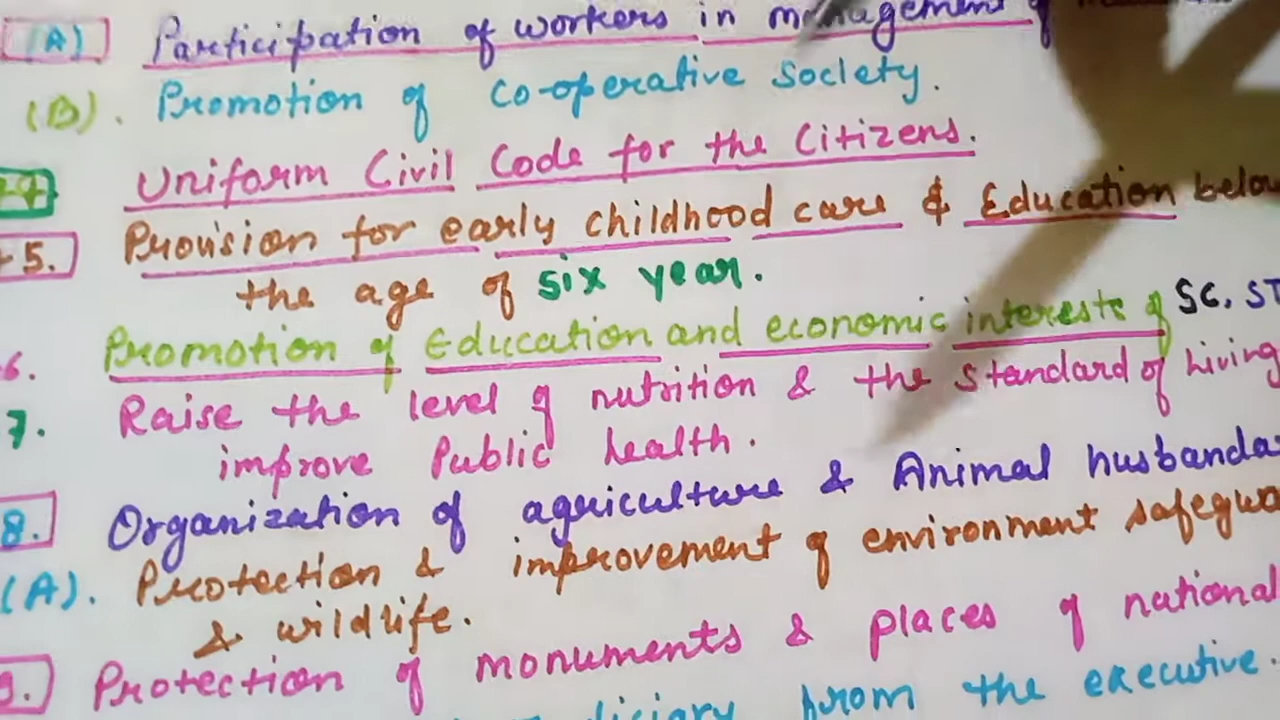 (A) Participation of workers in management of
(B). Promotion of co-operative society.
Uniform Civil Code for the Citizens.
5. Provision for early childhood care & Education below
the age of six year.
6. Promotion of Education and economic interests of SC, ST
7. Raise the level of nutrition & the standard of living
improve Public health.
8. Organization of agriculture & Animal husbanda
(A). Protection & improvement of environment safegua
& wildlife.
9. Protection of monuments & places of national
from the executive.